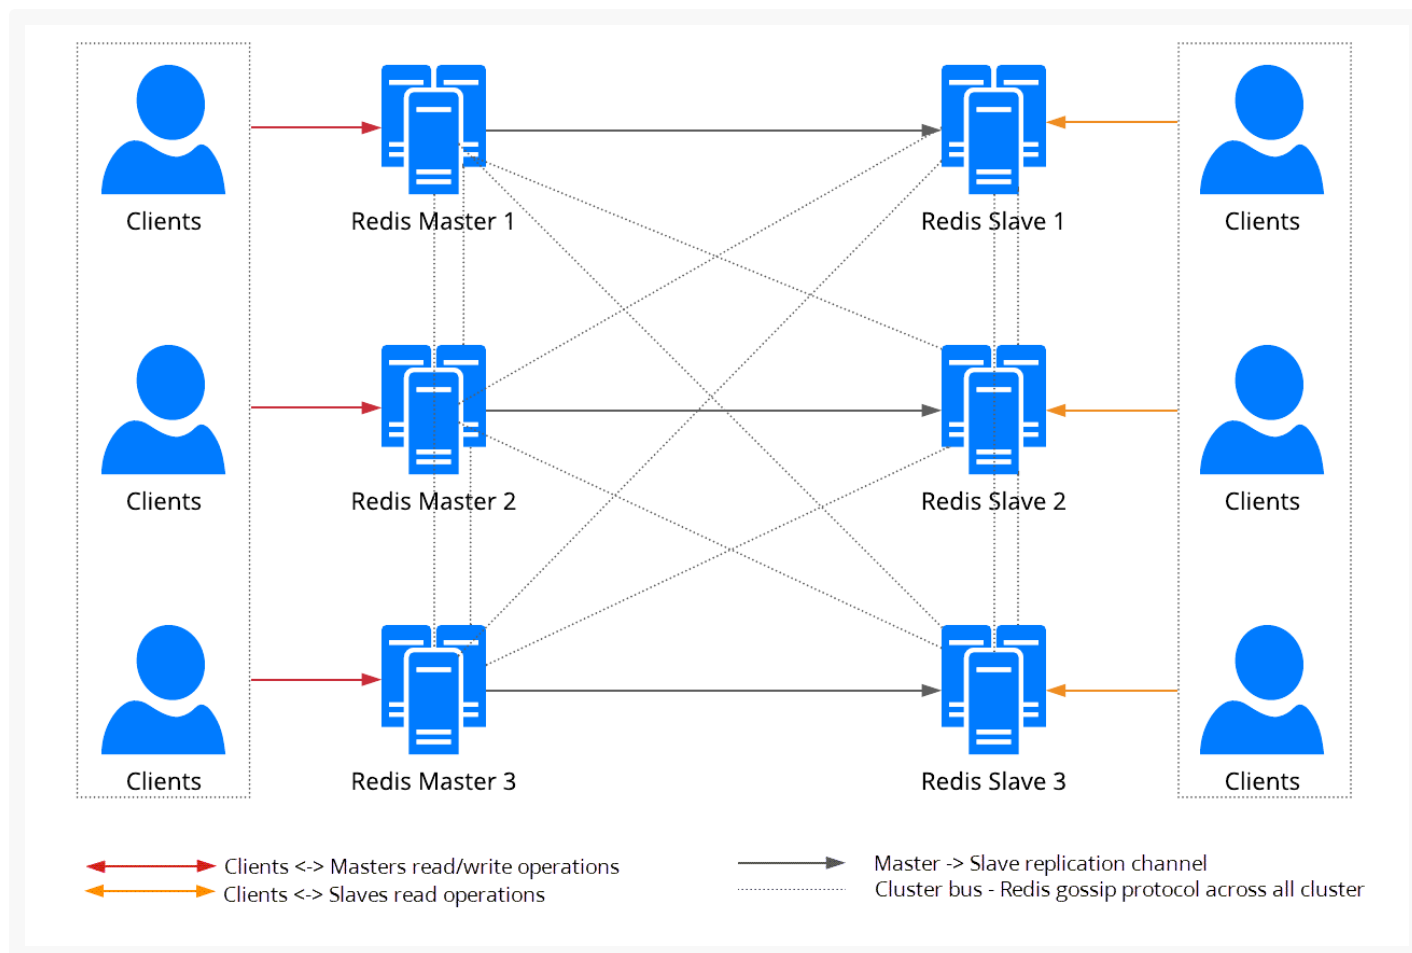 Clients
Redis Master 1
Redis Slave 1
Clients
Clients
Redis Master 2
Redis Slave 2
Clients
Clients
Redis Master 3
Redis Slave 3
Clients
Clients <-> Masters read/write operations
Clients <-> Slaves read operations
Master -> Slave replication channel
Cluster bus - Redis gossip protocol across all cluster